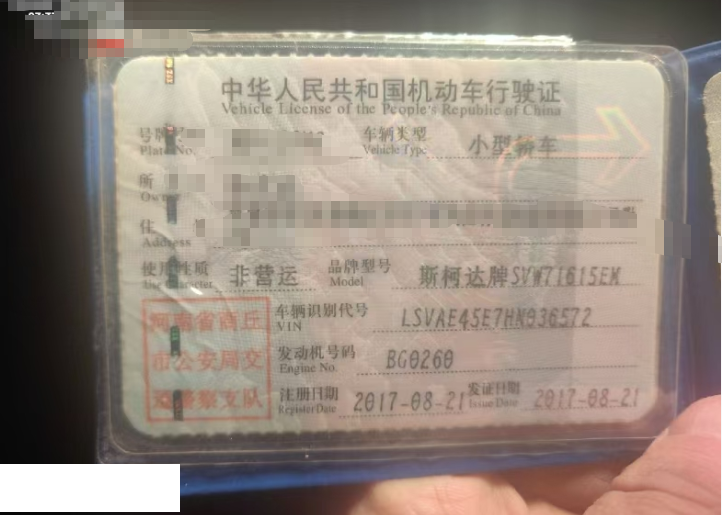 中华人民共和国机动车行驶证
Vehicle License of the People's Republic of China
号牌
Plate No.
车辆类型
Vehicle Type
小型轿车
所
Owner
住
Address
使用性质
Use Character
非营运
品牌型号
Model
斯柯达牌SVW71615EM
车辆识别代号
VIN
LSVAE45E7HN036572
发动机号码
Engine No.
BG0260
注册日期
Register Date
2017-08-21
发证日期
Issue Date
2017-08-21
河南省商丘
市公安局交
通警察支队